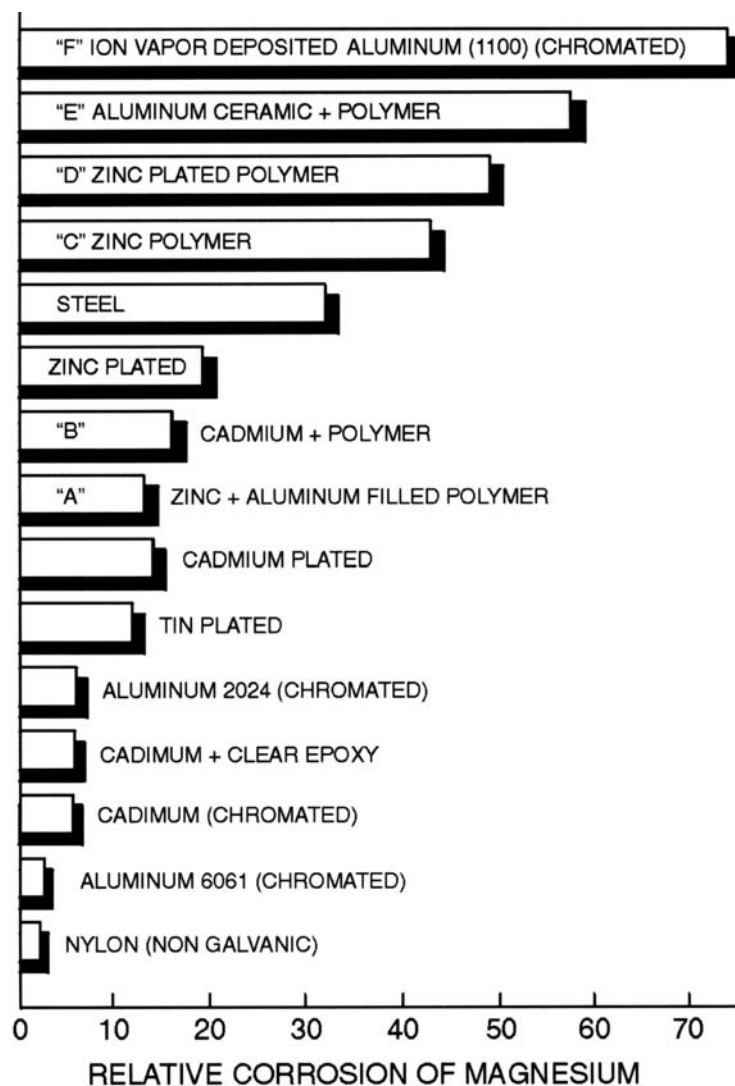 “F” ION VAPOR DEPOSITED ALUMINUM (1100) (CHROMATED)
“E” ALUMINUM CERAMIC + POLYMER
“D” ZINC PLATED POLYMER
“C” ZINC POLYMER
STEEL
ZINC PLATED
“B” CADMIUM + POLYMER
“A” ZINC + ALUMINUM FILLED POLYMER
CADMIUM PLATED
TIN PLATED
ALUMINUM 2024 (CHROMATED)
CADIMUM + CLEAR EPOXY
CADIMUM (CHROMATED)
ALUMINUM 6061 (CHROMATED)
NYLON (NON GALVANIC)
0 10 20 30 40 50 60 70
RELATIVE CORROSION OF MAGNESIUM